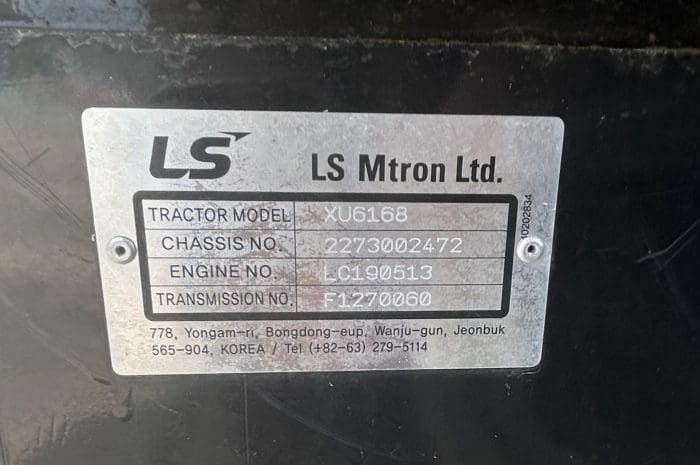 LS LS Mtron Ltd.
TRACTOR MODEL XU6168
CHASSIS NO. 2273002472
ENGINE NO. LC190513
TRANSMISSION NO. F1270060
778, Yongam-ri, Bongdong-eup, Wanju-gun, Jeonbuk
565-904, KOREA / Tel (+82-63) 279-5114
40202834